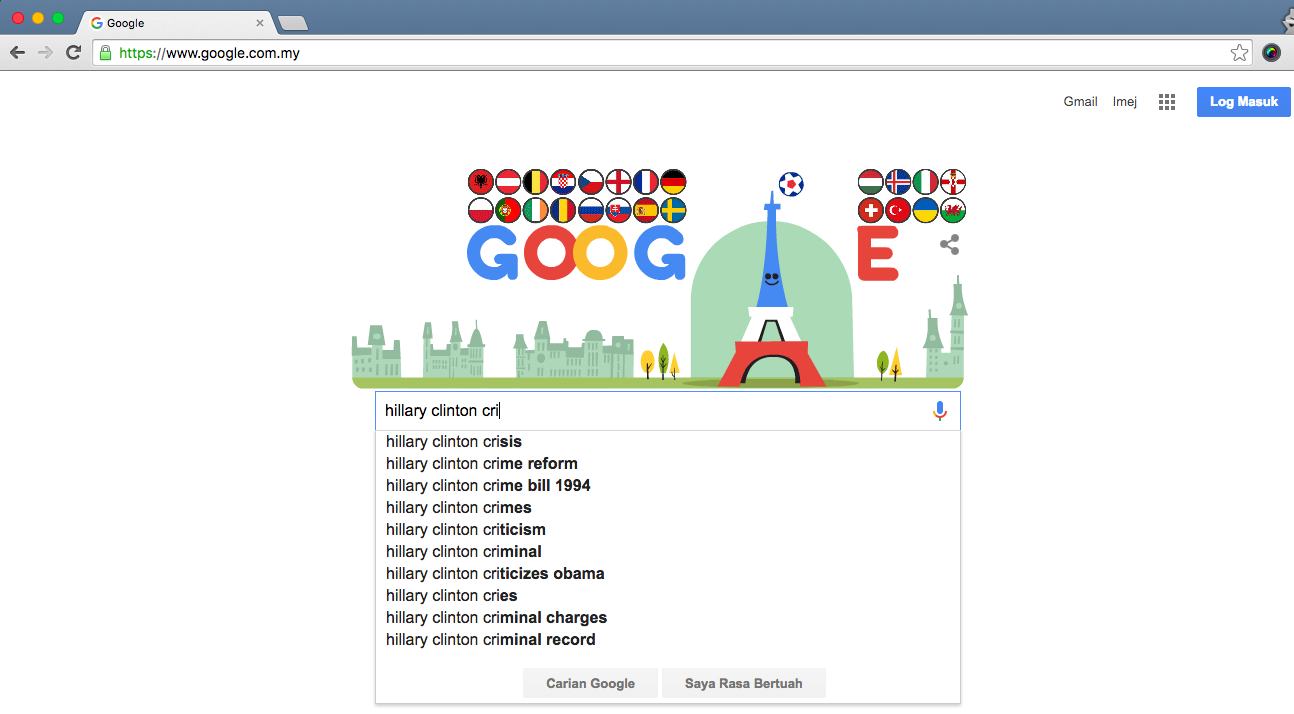 Google
https://www.google.com.my
Gmail Imej Log Masuk
GOOG E
hillary clinton cri
hillary clinton crisis
hillary clinton crime reform
hillary clinton crime bill 1994
hillary clinton crimes
hillary clinton criticism
hillary clinton criminal
hillary clinton criticizes obama
hillary clinton cries
hillary clinton criminal charges
hillary clinton criminal record
Carian Google Saya Rasa Bertuah